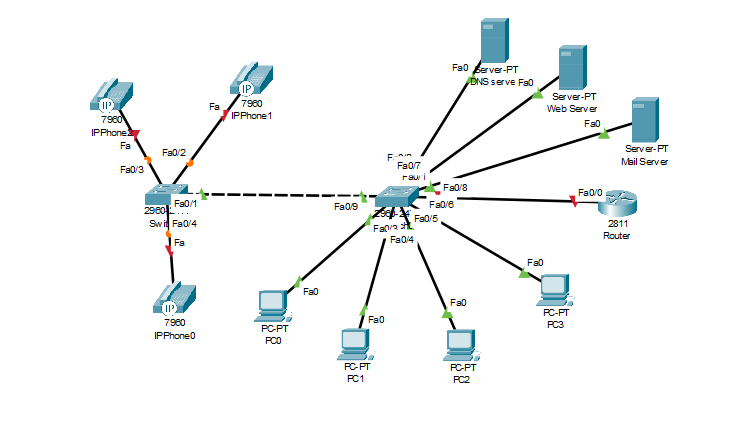 Fa0
Server-PT
DNS serve
Fa0
Server-PT
Web Server
Fa0
Server-PT
Mail Server
IP
7960
IPPhone2
Fa
Fa0/3
IP
7960
IPPhone1
Fa
Fa0/2
Fa0/7
Fa0/1
Fa0/8
Fa0/6
Fa0/5
Fa0/9
Fa0/3
Fa0/4
2960-24
Fa0/0
2811
Router
Fa0/1
Fa0/4
Fa
IP
7960
IPPhone0
Fa0
PC-PT
PC0
Fa0
PC-PT
PC1
Fa0
PC-PT
PC2
Fa0
PC-PT
PC3